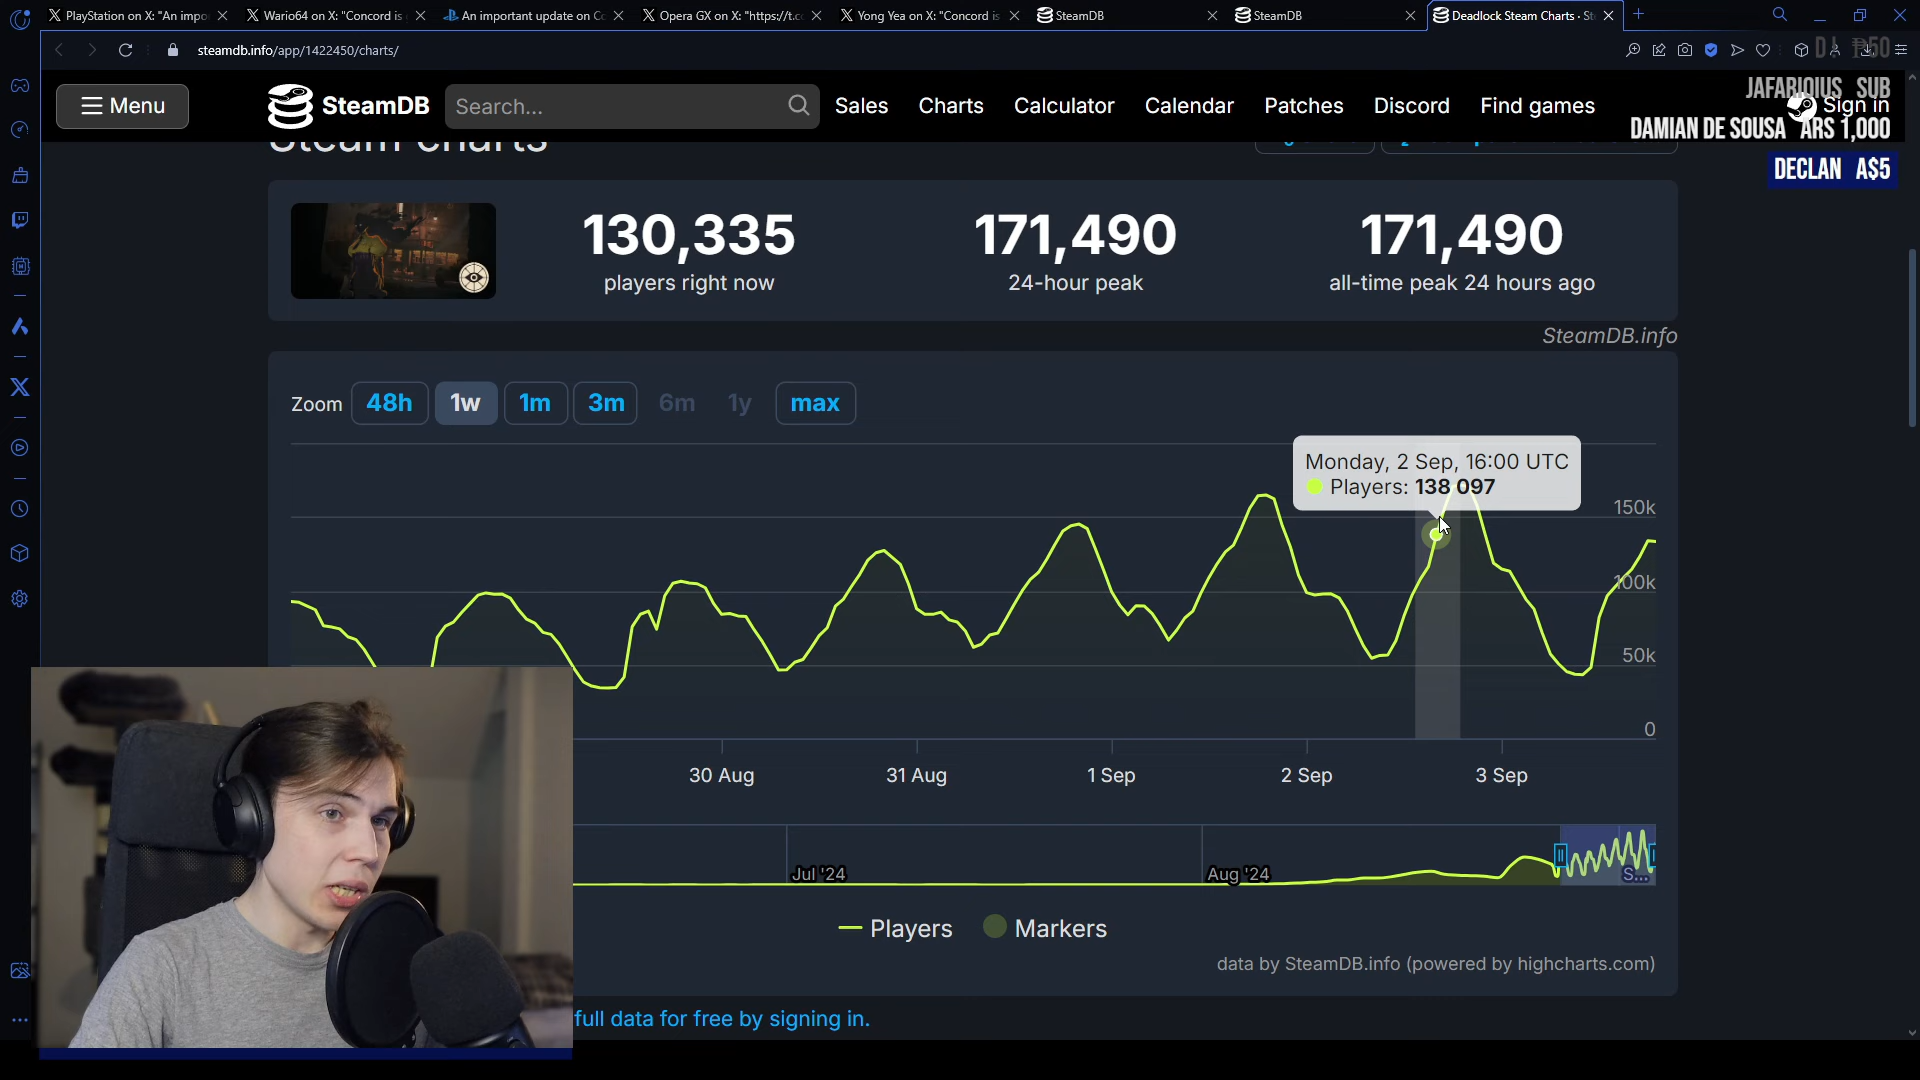 PlayStation on X: "An impo
Wario64 on X: "Concord is
An important update on Co
Opera GX on X: "https://t.c
Yong Yea on X: "Concord is
SteamDB
SteamDB
Deadlock Steam Charts · St
steamdb.info/app/1422450/charts/
Menu
SteamDB
Search...
Sales
Charts
Calculator
Calendar
Patches
Discord
Find games
Sign in
JAFARIOUS SUB
DAMIAN DE SOUSA ARS 1,000
DECLAN A$5
Steam charts
130,335
players right now
171,490
24-hour peak
171,490
all-time peak 24 hours ago
SteamDB.info
Zoom 48h 1w 1m 3m 6m 1y max
Monday, 2 Sep, 16:00 UTC
Players: 138 097
150k
100k
50k
0
30 Aug
31 Aug
1 Sep
2 Sep
3 Sep
Jul '24
Aug '24
S...
Players
Markers
data by SteamDB.info (powered by highcharts.com)
full data for free by signing in.